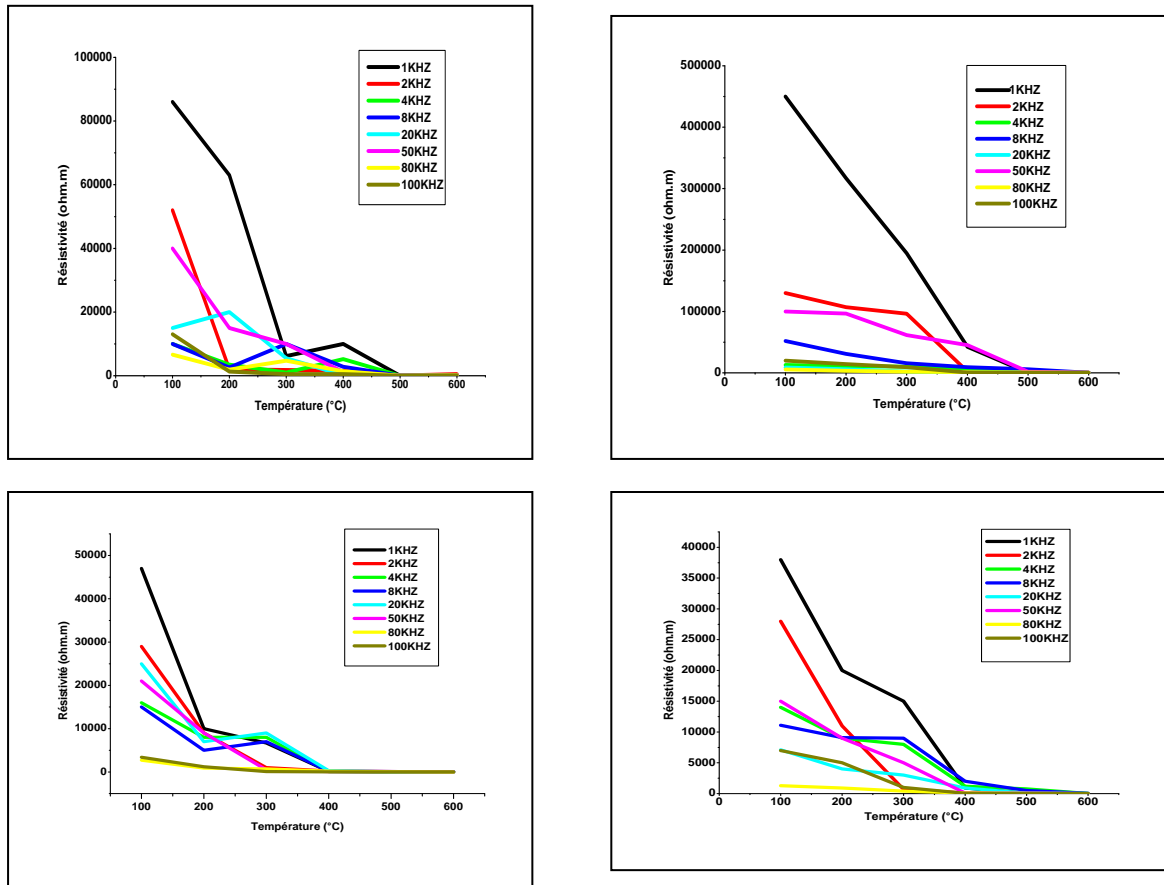 100000
80000
60000
40000
20000
0
Résistivité (ohm.m)
1KHZ
2KHZ
4KHZ
8KHZ
20KHZ
50KHZ
80KHZ
100KHZ
0 100 200 300 400 500 600
Température (°C)
500000
400000
300000
200000
100000
0
Résistivité (ohm.m)
1KHZ
2KHZ
4KHZ
8KHZ
20KHZ
50KHZ
80KHZ
100KHZ
0 100 200 300 400 500 600
Température (°C)
50000
40000
30000
20000
10000
0
Résistivité (ohm.m)
1KHZ
2KHZ
4KHZ
8KHZ
20KHZ
50KHZ
80KHZ
100KHZ
100 200 300 400 500 600
Température (°C)
40000
35000
30000
25000
20000
15000
10000
5000
0
Résistivité (ohm.m)
1KHZ
2KHZ
4KHZ
8KHZ
20KHZ
50KHZ
80KHZ
100KHZ
0 100 200 300 400 500 600
Température (°C)